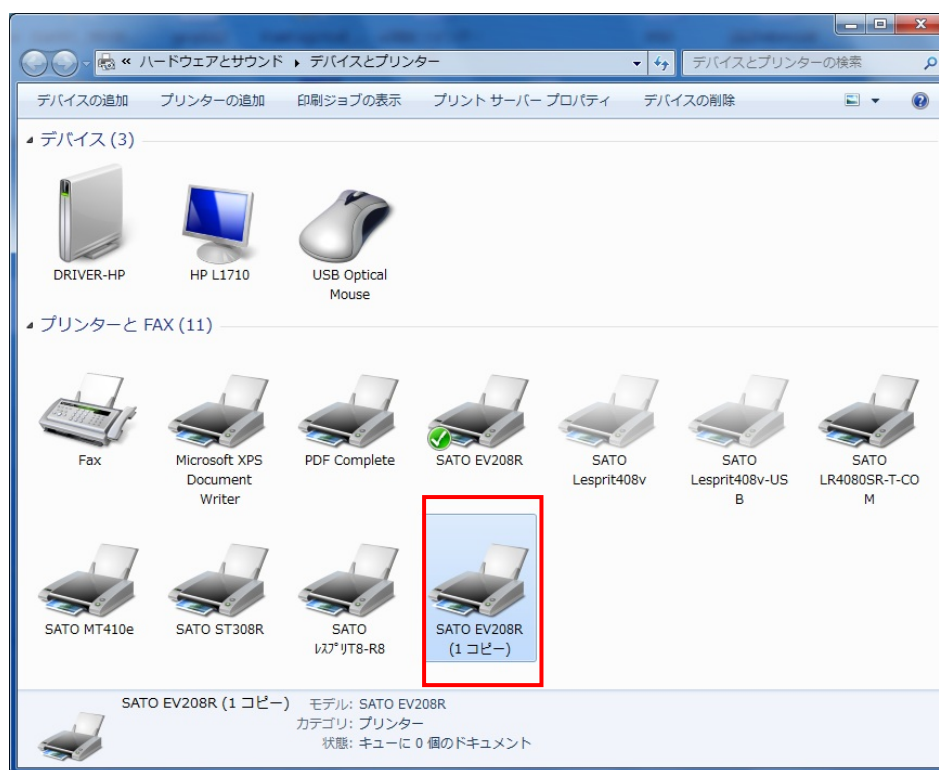 « ハードウェアとサウンド ▸ デバイスとプリンター
デバイスとプリンターの検索
デバイスの追加 プリンターの追加 印刷ジョブの表示 プリント サーバー プロパティ デバイスの削除
デバイス (3)
DRIVER-HP
HP L1710
USB Optical
Mouse
プリンターと FAX (11)
Fax
Microsoft XPS
Document
Writer
PDF Complete
SATO EV208R
SATO
Lesprit408v
SATO
Lesprit408v-US
B
SATO
LR4080SR-T-CO
M
SATO MT410e
SATO ST308R
SATO
ﾚｽﾌﾟﾘT8-R8
SATO EV208R
(1 コピー)
SATO EV208R (1 コピー) モデル: SATO EV208R
カテゴリ: プリンター
状態: キューに 0 個のドキュメント